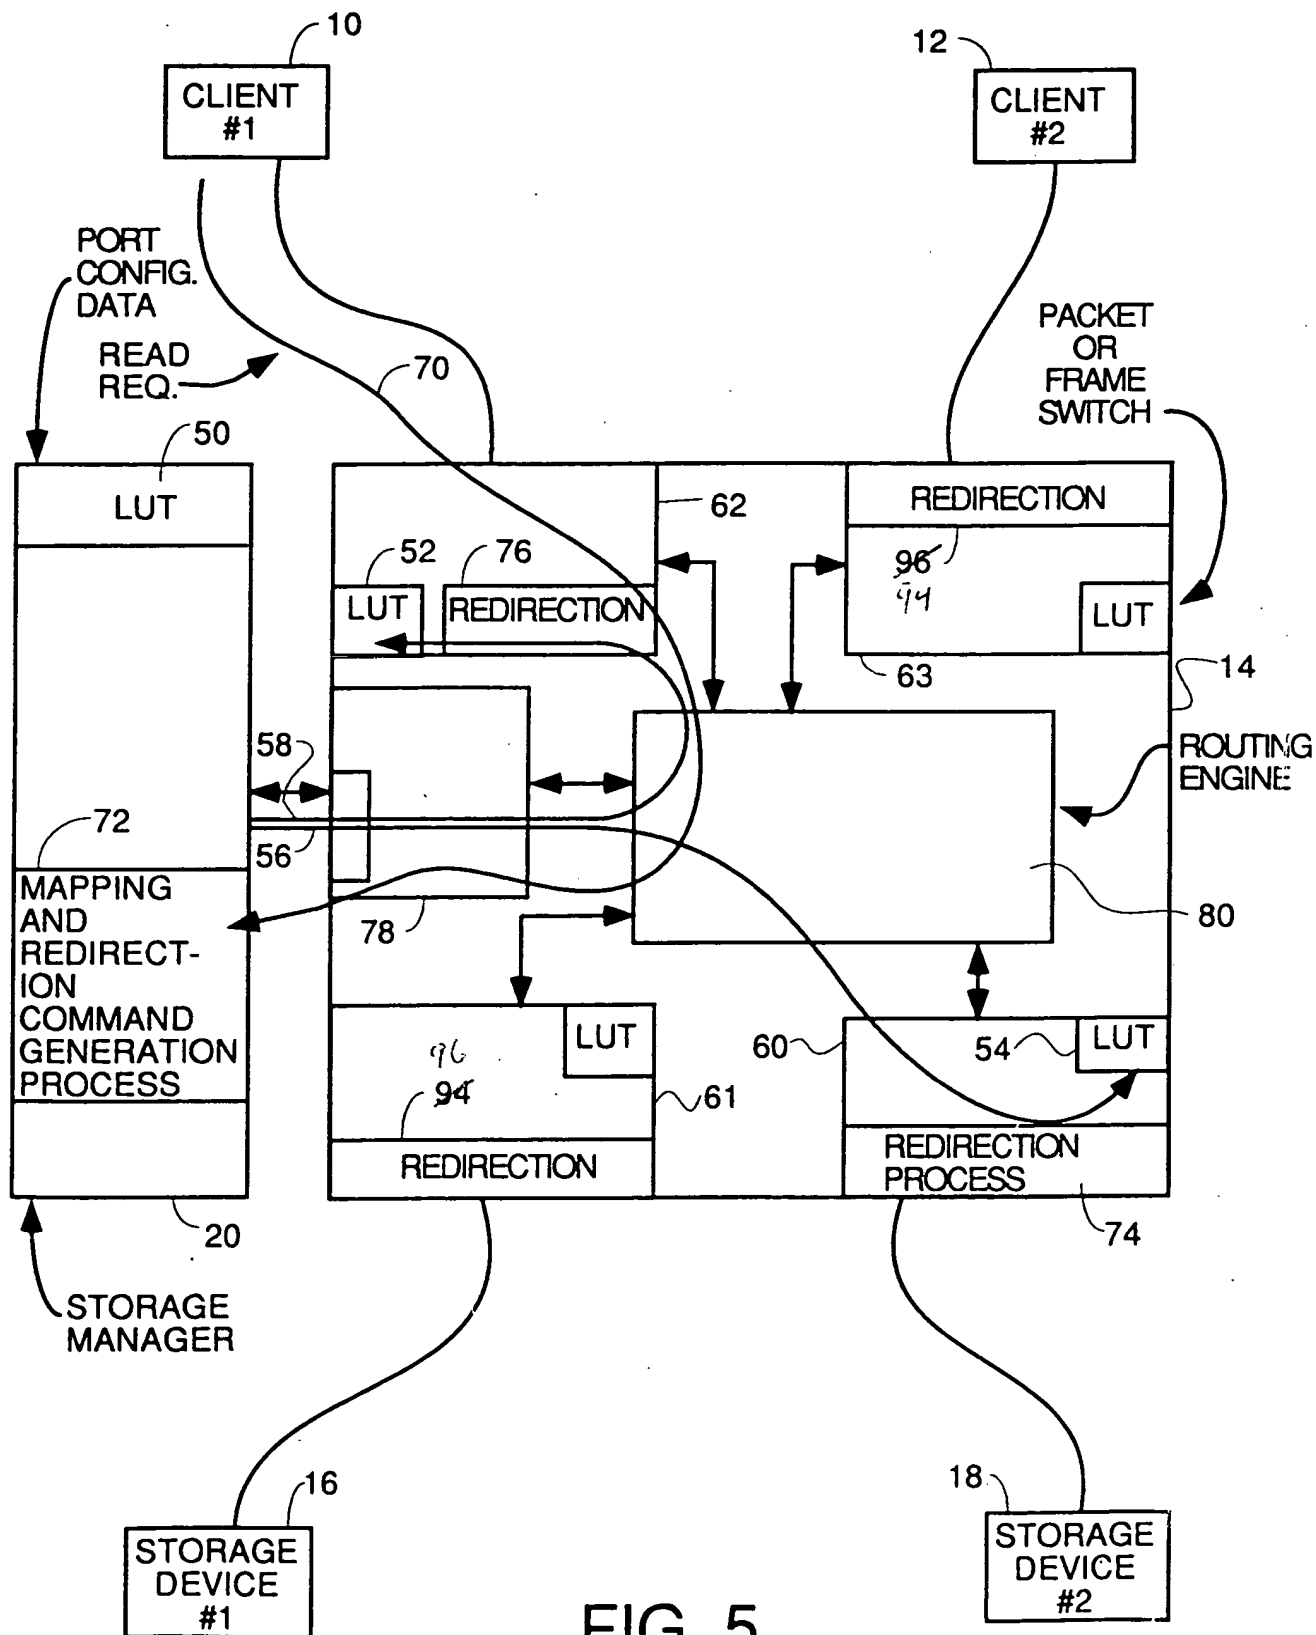 10
12
CLIENT
#1
CLIENT
#2
PORT
CONFIG.
DATA
READ
REQ.
70
PACKET
OR
FRAME
SWITCH
50
LUT
62
REDIRECTION
52
76
96
94
LUT
REDIRECTION
LUT
63
14
58
ROUTING
ENGINE
72
56
MAPPING
AND
REDIRECT-
ION
COMMAND
GENERATION
PROCESS
78
80
LUT
60
54
LUT
96
94
61
REDIRECTION
REDIRECTION
PROCESS
20
74
STORAGE
MANAGER
16
18
STORAGE
DEVICE
#1
STORAGE
DEVICE
#2
FIG. 5